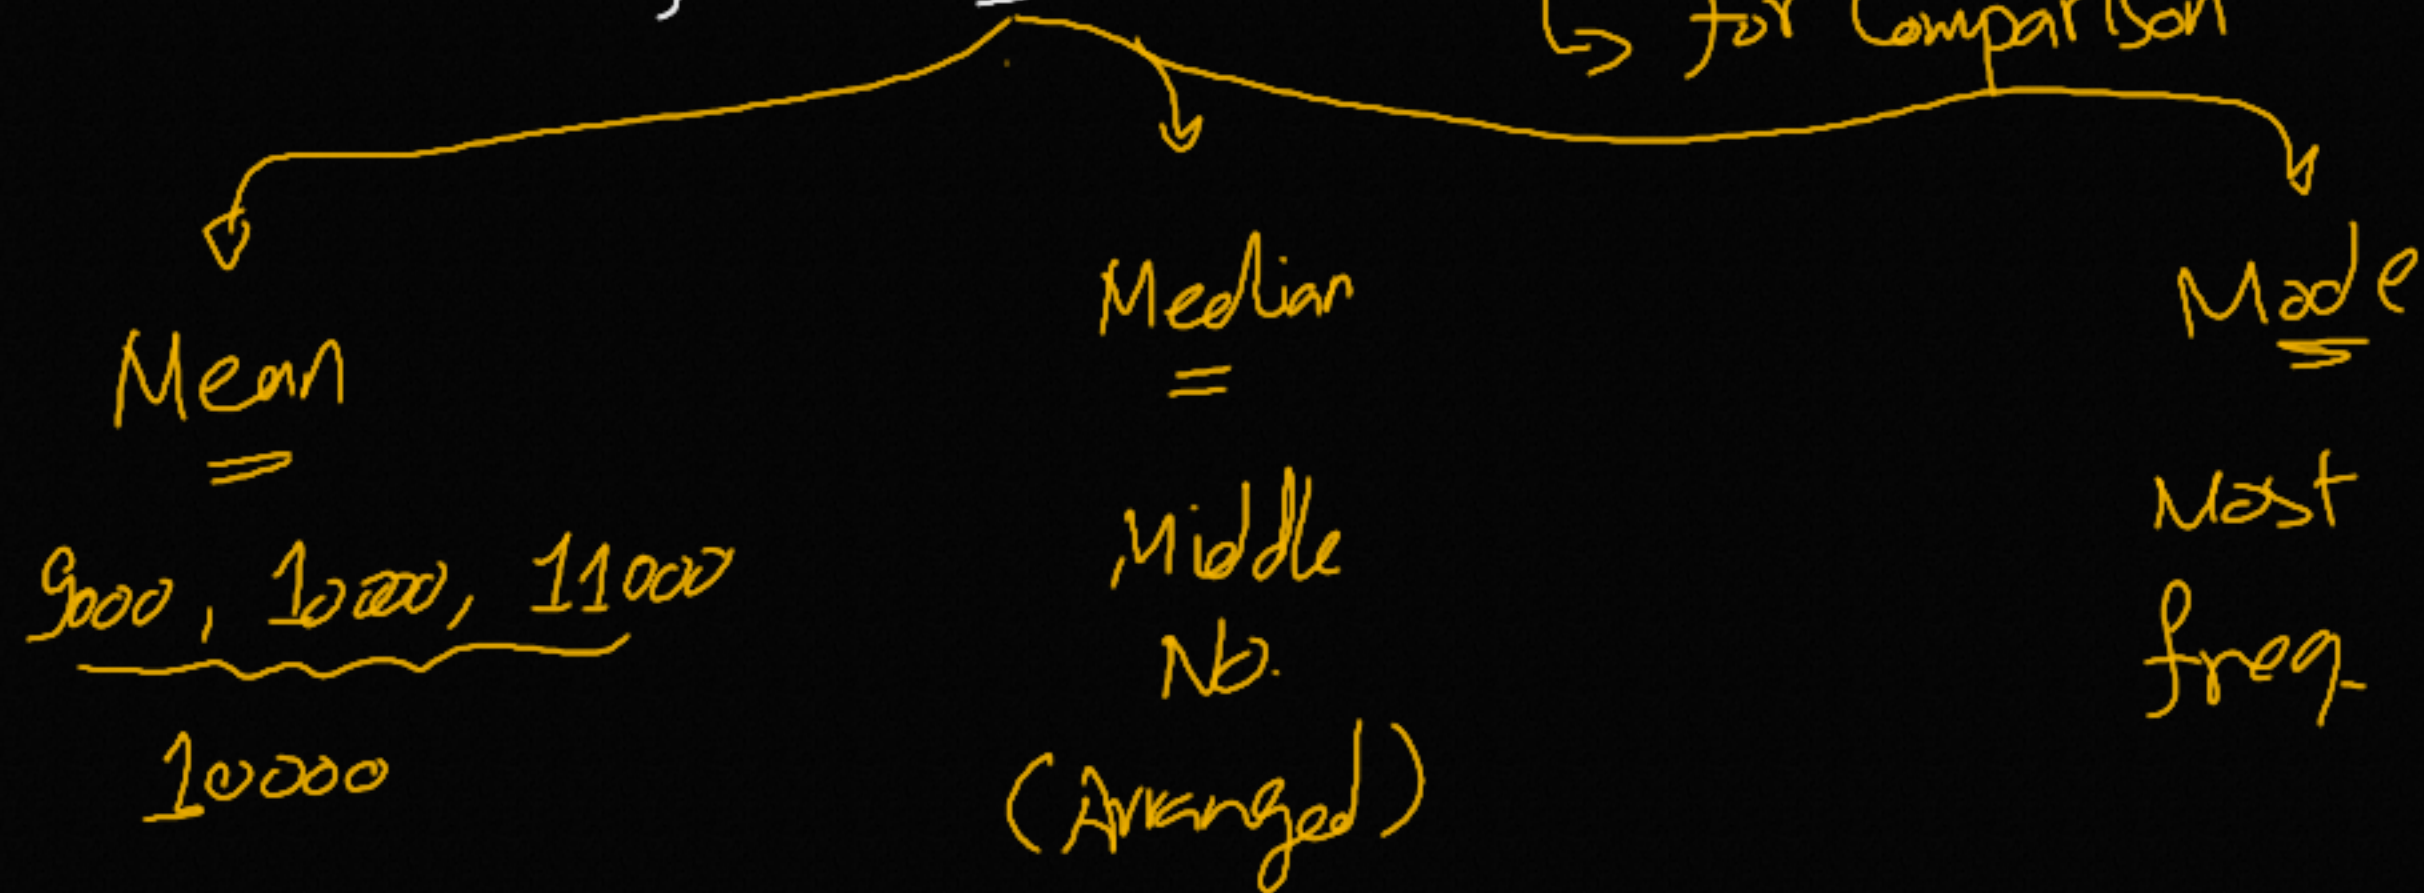 ↳ for Comparison
Mean
Median
Mode
9000, 10000, 11000
10000
Middle
No.
(Arranged)
Most
freq.